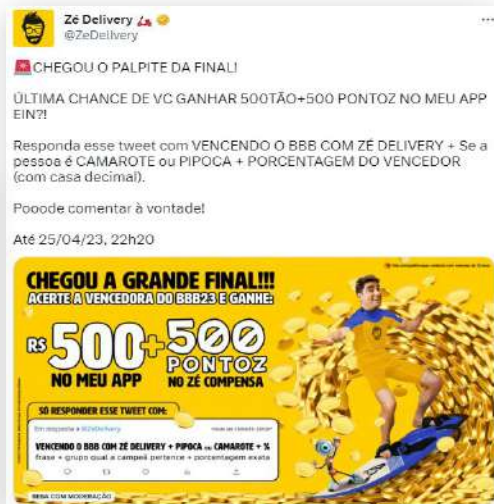 Zé Delivery
@ZeDelivery
CHEGOU O PALPITE DA FINAL!
ÚLTIMA CHANCE DE VC GANHAR 500TÃO+500 PONTOZ NO MEU APP
EIN?!
Responda esse tweet com VENCENDO O BBB COM ZÉ DELIVERY + Se a
pessoa é CAMAROTE ou PIPOCA + PORCENTAGEM DO VENCEDOR
(com casa decimal).
Pooode comentar à vontade!
Até 25/04/23, 22h20
CHEGOU A GRANDE FINAL!!!
ACERTE A VENCEDORA DO BBB23 E GANHE:
R$ 500+500
PONTOZ
NO MEU APP NO ZÉ COMPENSA
SÓ RESPONDER ESSE TWEET COM:
Em resposta a @ZeDelivery
VENCENDO O BBB COM ZÉ DELIVERY + PIPOCA ou CAMAROTE + %
frase + grupo qual a campeã pertence + porcentagem exata
BEBA COM MODERAÇÃO